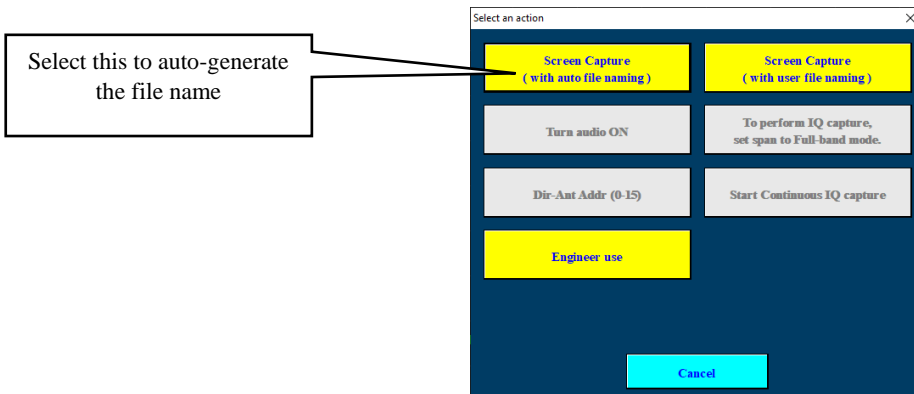 Select an action
Select this to auto-generate
the file name
Screen Capture
( with auto file naming )
Screen Capture
( with user file naming )
Turn audio ON
To perform IQ capture,
set span to Full-band mode.
Dir-Ant Addr (0-15)
Start Continuous IQ capture
Engineer use
Cancel